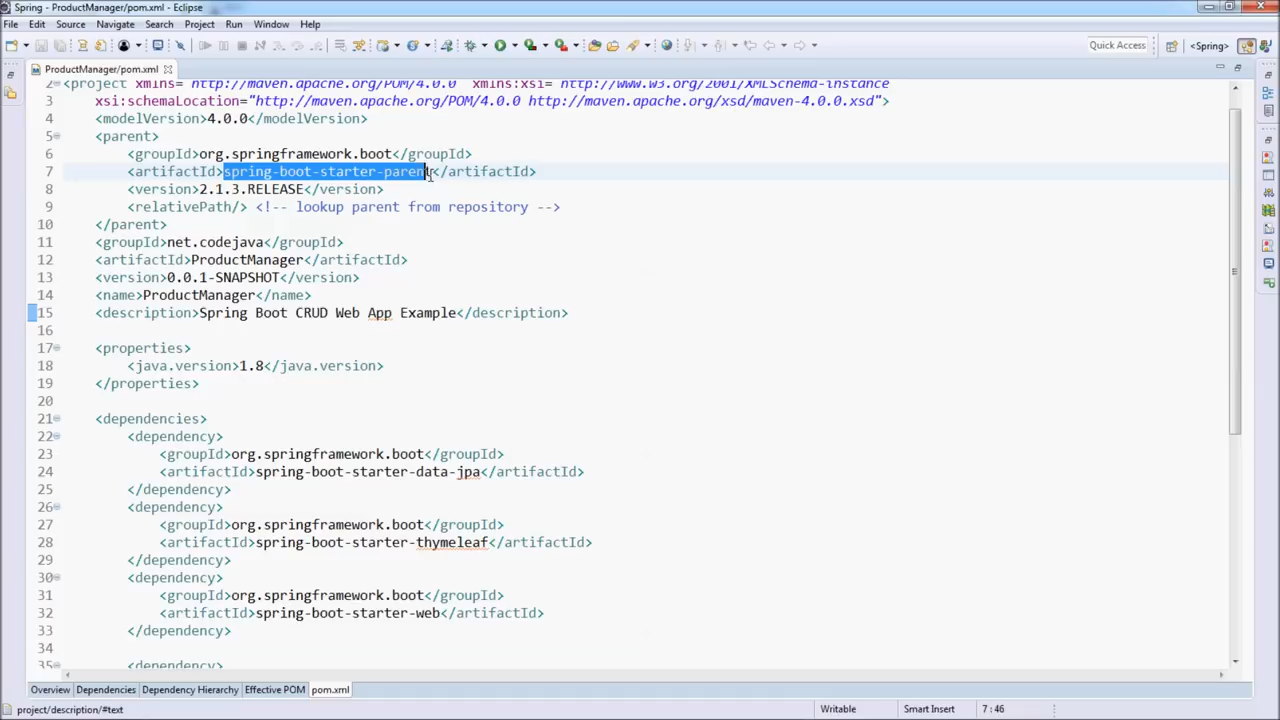 Spring - ProductManager/pom.xml - Eclipse
File Edit Source Navigate Search Project Run Window Help
Quick Access
<Spring>
ProductManager/pom.xml
2 <project xmlns="http://maven.apache.org/POM/4.0.0" xmlns:xsi="http://www.w3.org/2001/XMLSchema-instance"
3 xsi:schemaLocation="http://maven.apache.org/POM/4.0.0 http://maven.apache.org/xsd/maven-4.0.0.xsd">
4 <modelVersion>4.0.0</modelVersion>
5 <parent>
6 <groupId>org.springframework.boot</groupId>
7 <artifactId>spring-boot-starter-parent</artifactId>
8 <version>2.1.3.RELEASE</version>
9 <relativePath/> <!-- lookup parent from repository -->
10 </parent>
11 <groupId>net.codejava</groupId>
12 <artifactId>ProductManager</artifactId>
13 <version>0.0.1-SNAPSHOT</version>
14 <name>ProductManager</name>
15 <description>Spring Boot CRUD Web App Example</description>
16
17 <properties>
18 <java.version>1.8</java.version>
19 </properties>
20
21 <dependencies>
22 <dependency>
23 <groupId>org.springframework.boot</groupId>
24 <artifactId>spring-boot-starter-data-jpa</artifactId>
25 </dependency>
26 <dependency>
27 <groupId>org.springframework.boot</groupId>
28 <artifactId>spring-boot-starter-thymeleaf</artifactId>
29 </dependency>
30 <dependency>
31 <groupId>org.springframework.boot</groupId>
32 <artifactId>spring-boot-starter-web</artifactId>
33 </dependency>
34
35 <dependency>
Overview Dependencies Dependency Hierarchy Effective POM pom.xml
project/description/#text Writable Smart Insert 7 : 46